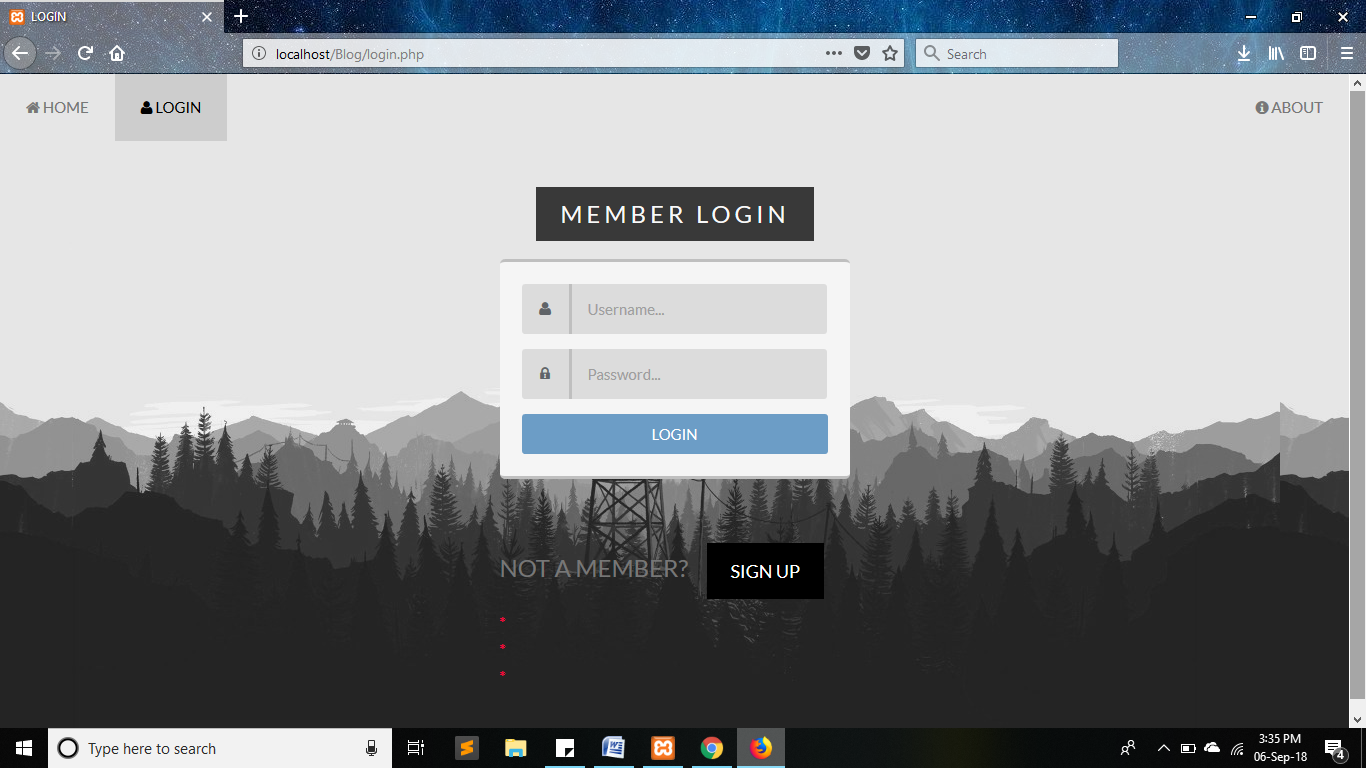 LOGIN
localhost/Blog/login.php
Search
HOME
LOGIN
ABOUT
MEMBER LOGIN
Username...
Password...
LOGIN
NOT A MEMBER? SIGN UP
*
*
*
Type here to search
3:35 PM
06-Sep-18
4